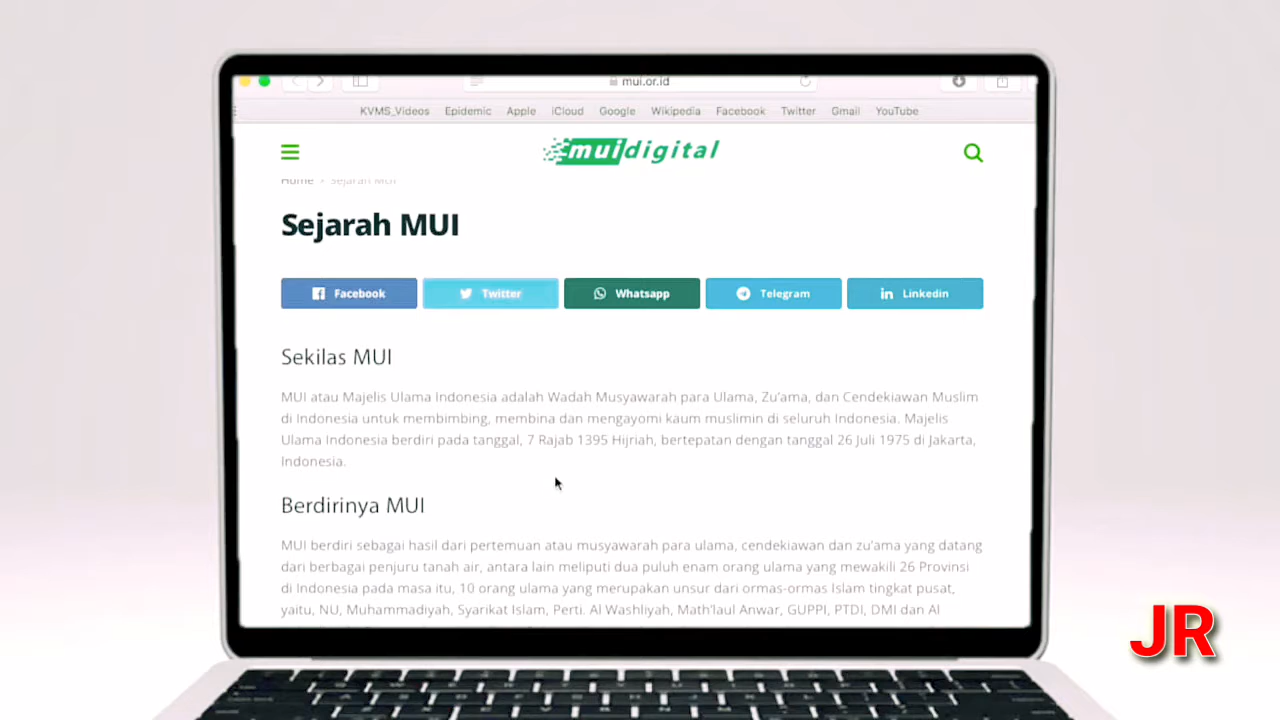 mui.or.id
KVMS_Videos Epidemic Apple iCloud Google Wikipedia Facebook Twitter Gmail YouTube
muidigital
Home > Sejarah MUI
Sejarah MUI
Facebook Twitter Whatsapp Telegram Linkedin
Sekilas MUI
MUI atau Majelis Ulama Indonesia adalah Wadah Musyawarah para Ulama, Zu'ama, dan Cendekiawan Muslim
di Indonesia untuk membimbing, membina dan mengayomi kaum muslimin di seluruh Indonesia. Majelis
Ulama Indonesia berdiri pada tanggal, 7 Rajab 1395 Hijriah, bertepatan dengan tanggal 26 Juli 1975 di Jakarta,
Indonesia.
Berdirinya MUI
MUI berdiri sebagai hasil dari pertemuan atau musyawarah para ulama, cendekiawan dan zu'ama yang datang
dari berbagai penjuru tanah air, antara lain meliputi dua puluh enam orang ulama yang mewakili 26 Provinsi
di Indonesia pada masa itu, 10 orang ulama yang merupakan unsur dari ormas-ormas Islam tingkat pusat,
yaitu, NU, Muhammadiyah, Syarikat Islam, Perti. Al Washliyah, Math'laul Anwar, GUPPI, PTDI, DMI dan Al
JR